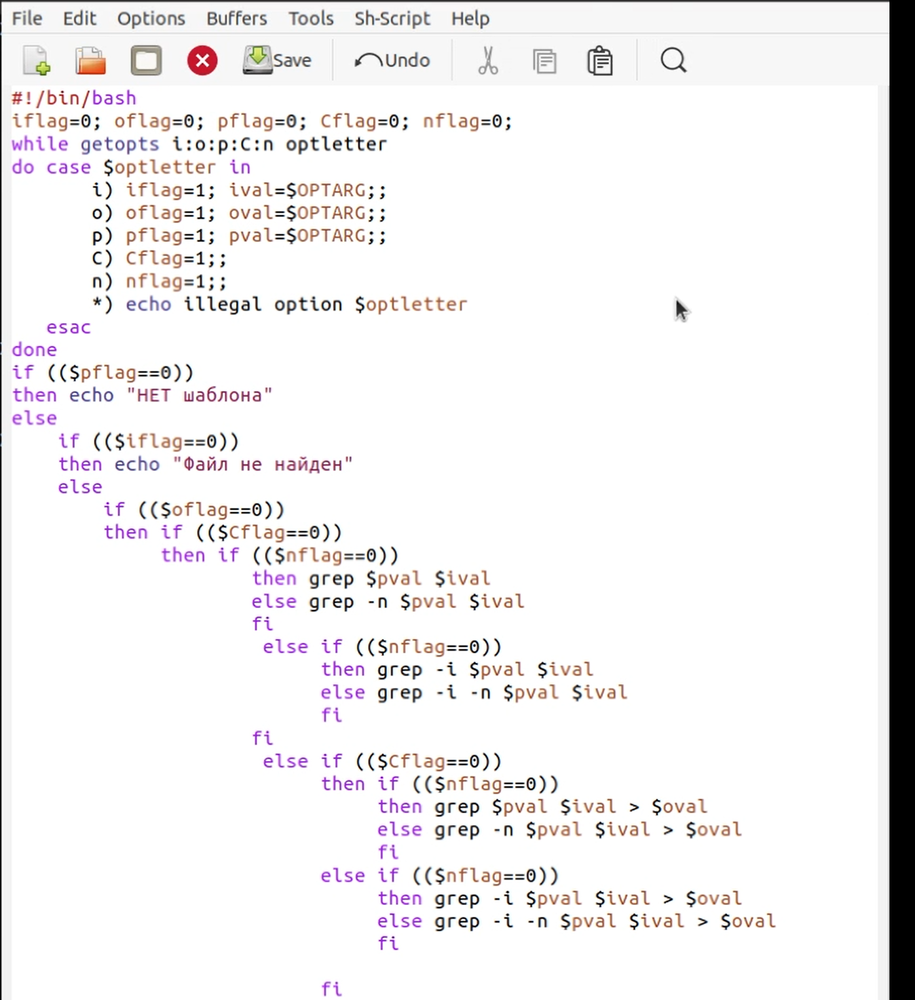 File Edit Options Buffers Tools Sh-Script Help
Save Undo
#!/bin/bash
iflag=0; oflag=0; pflag=0; Cflag=0; nflag=0;
while getopts i:o:p:C:n optletter
do case $optletter in
       i) iflag=1; ival=$OPTARG;;
       o) oflag=1; oval=$OPTARG;;
       p) pflag=1; pval=$OPTARG;;
       C) Cflag=1;;
       n) nflag=1;;
       *) echo illegal option $optletter
   esac
done
if (($pflag==0))
then echo "НЕТ шаблона"
else
    if (($iflag==0))
    then echo "Файл не найден"
    else
        if (($oflag==0))
        then if (($Cflag==0))
             then if (($nflag==0))
                     then grep $pval $ival
                     else grep -n $pval $ival
                     fi
                      else if (($nflag==0))
                           then grep -i $pval $ival
                           else grep -i -n $pval $ival
                           fi
                     fi
                      else if (($Cflag==0))
                           then if (($nflag==0))
                                then grep $pval $ival > $oval
                                else grep -n $pval $ival > $oval
                                fi
                           else if (($nflag==0))
                                then grep -i $pval $ival > $oval
                                else grep -i -n $pval $ival > $oval
                                fi
                           fi